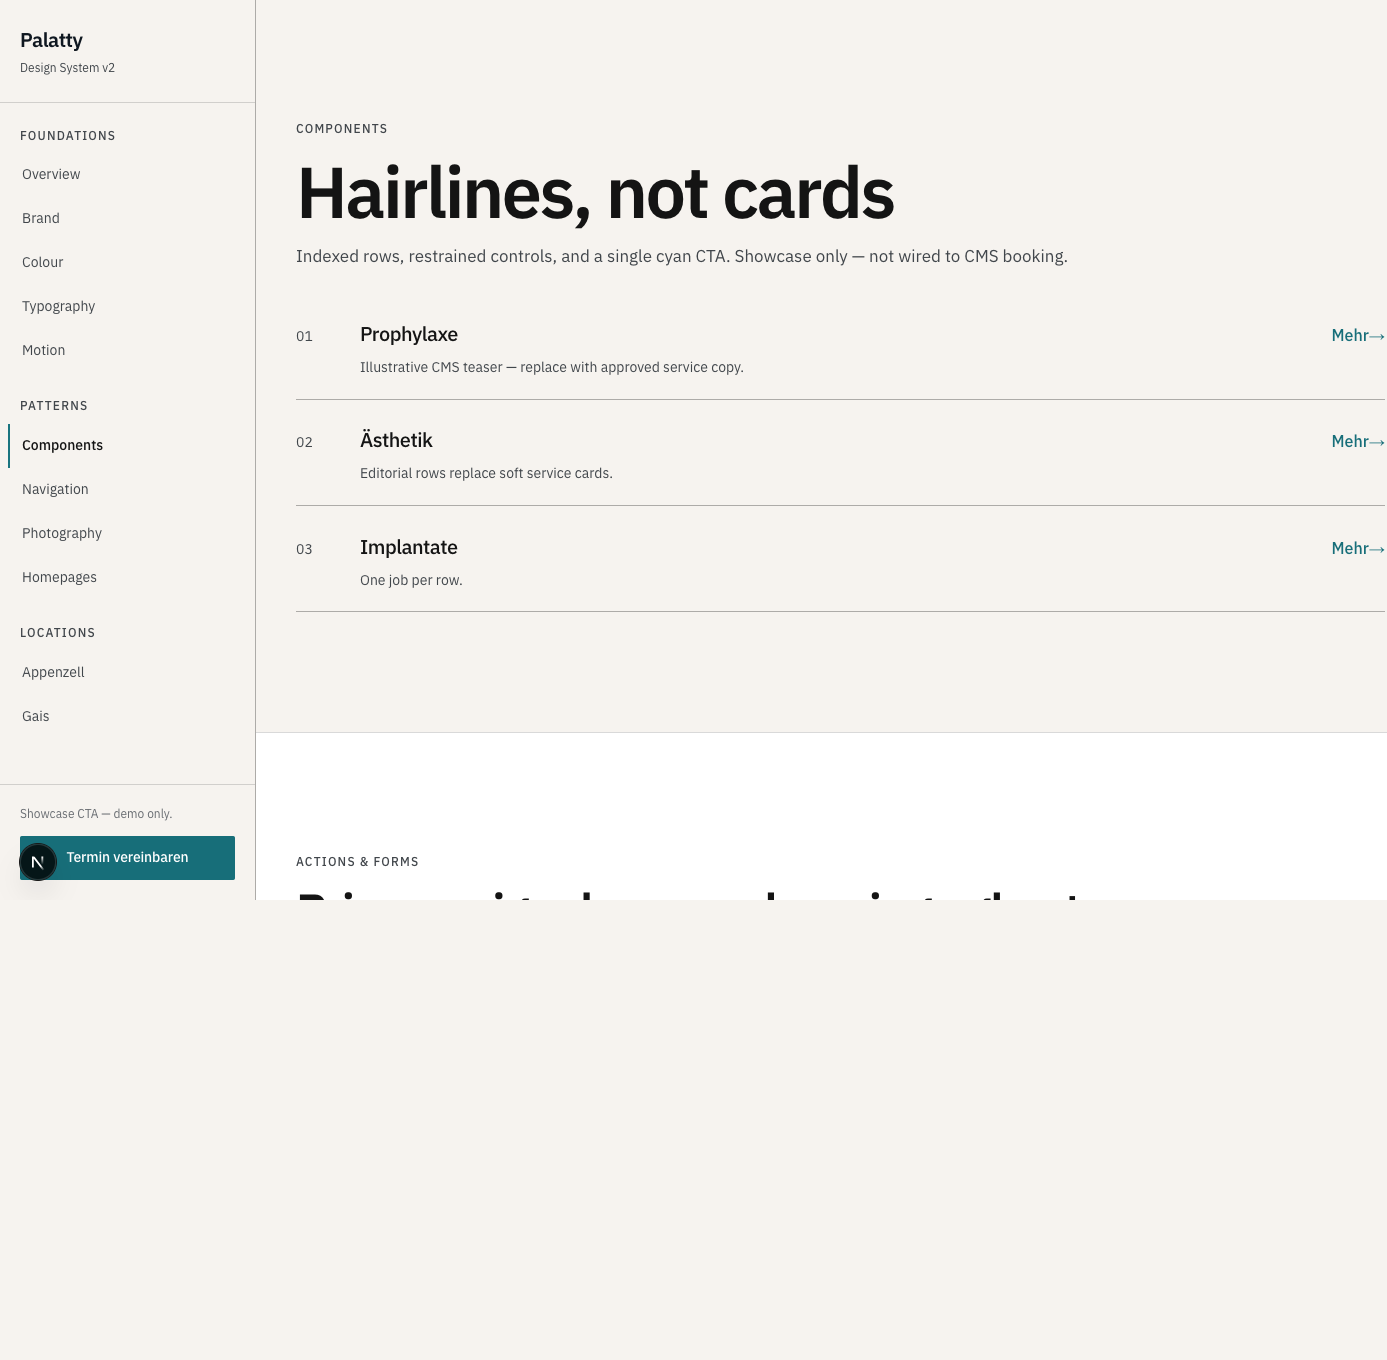 Palatty
Design System v2
FOUNDATIONS
Overview
Brand
Colour
Typography
Motion
PATTERNS
Components
Navigation
Photography
Homepages
LOCATIONS
Appenzell
Gais
Showcase CTA — demo only.
N Termin vereinbaren
COMPONENTS
Hairlines, not cards
Indexed rows, restrained controls, and a single cyan CTA. Showcase only — not wired to CMS booking.
01 Prophylaxe Mehr→
Illustrative CMS teaser — replace with approved service copy.
02 Ästhetik Mehr→
Editorial rows replace soft service cards.
03 Implantate Mehr→
One job per row.
ACTIONS & FORMS